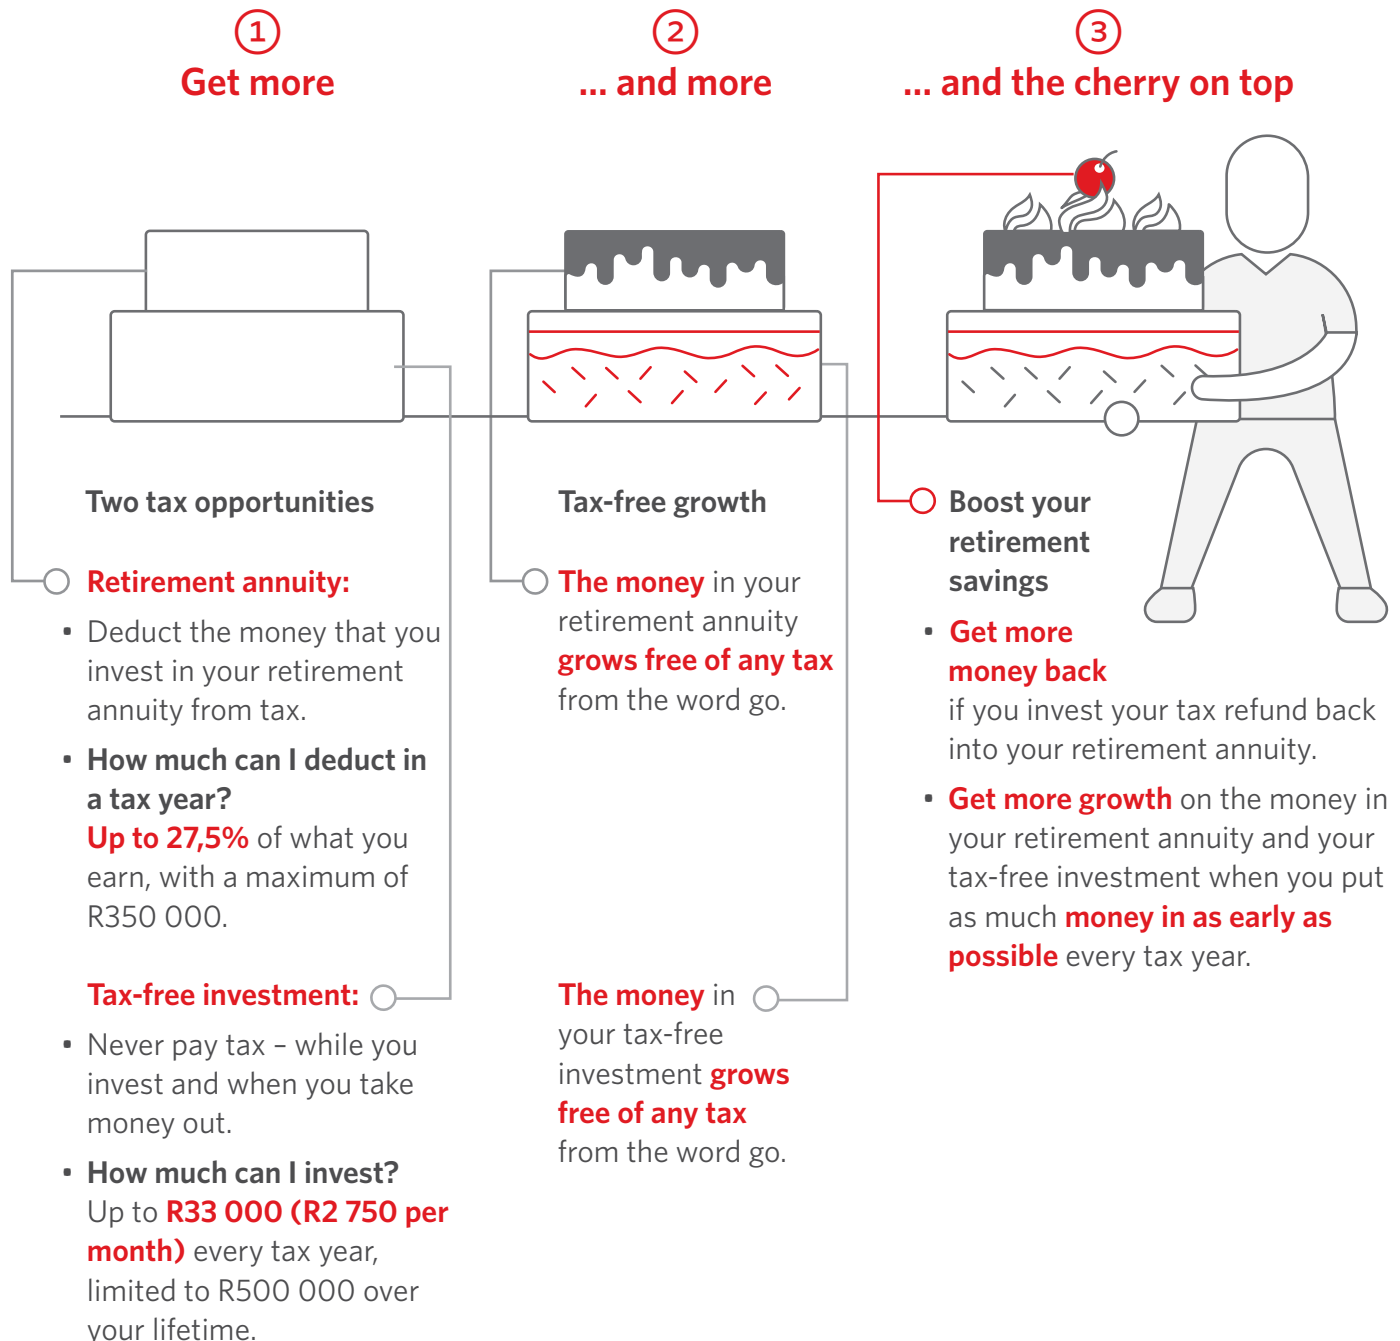 1
Get more
Two tax opportunities
Retirement annuity:
• Deduct the money that you
invest in your retirement
annuity from tax.
• How much can I deduct in
a tax year?
Up to 27,5% of what you
earn, with a maximum of
R350 000.
Tax-free investment:
• Never pay tax – while you
invest and when you take
money out.
• How much can I invest?
Up to R33 000 (R2 750 per
month) every tax year,
limited to R500 000 over
your lifetime.
2
... and more
Tax-free growth
The money in your
retirement annuity
grows free of any tax
from the word go.
The money in
your tax-free
investment grows
free of any tax
from the word go.
3
... and the cherry on top
Boost your
retirement
savings
• Get more
money back
if you invest your tax refund back
into your retirement annuity.
• Get more growth on the money in
your retirement annuity and your
tax-free investment when you put
as much money in as early as
possible every tax year.